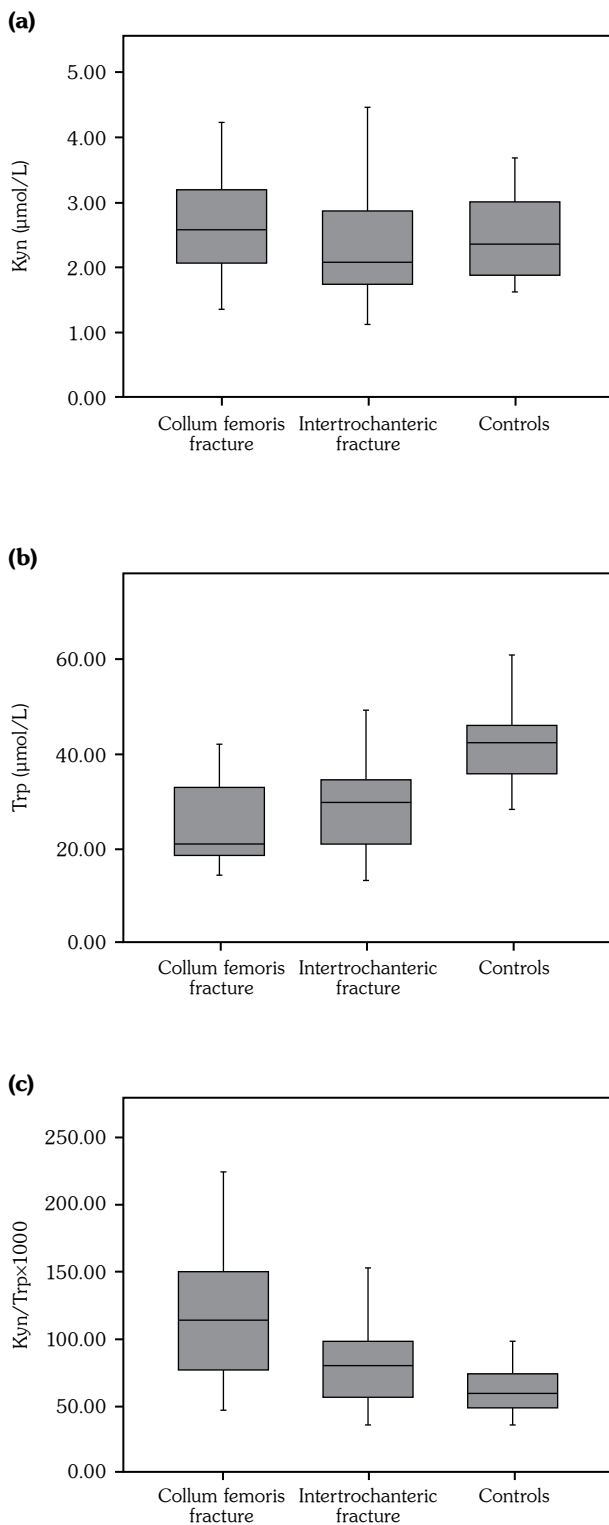 (a)
Kyn (µmol/L)
5.00
4.00
3.00
2.00
1.00
0.00
Collum femoris
fracture
Intertrochanteric
fracture
Controls
(b)
Trp (µmol/L)
60.00
40.00
20.00
0.00
Collum femoris
fracture
Intertrochanteric
fracture
Controls
(c)
Kyn/Trp×1000
250.00
200.00
150.00
100.00
50.00
0.00
Collum femoris
fracture
Intertrochanteric
fracture
Controls